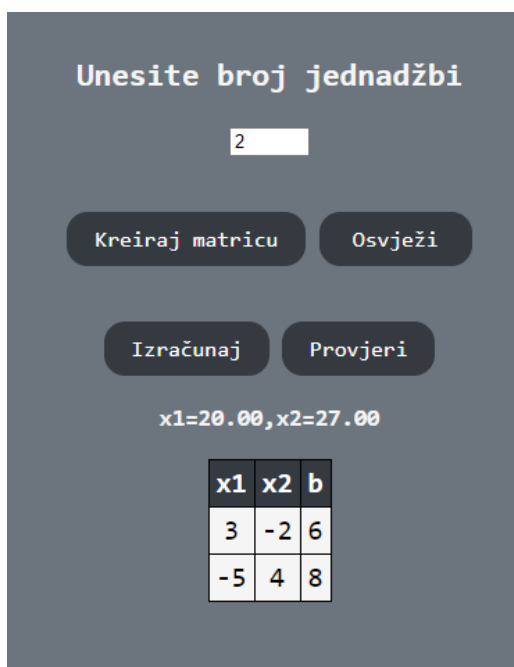 Unesite broj jednadžbi
2
Kreiraj matricu Osvježi
Izračunaj Provjeri
x1=20.00,x2=27.00
x1 x2 b
3 -2 6
-5 4 8